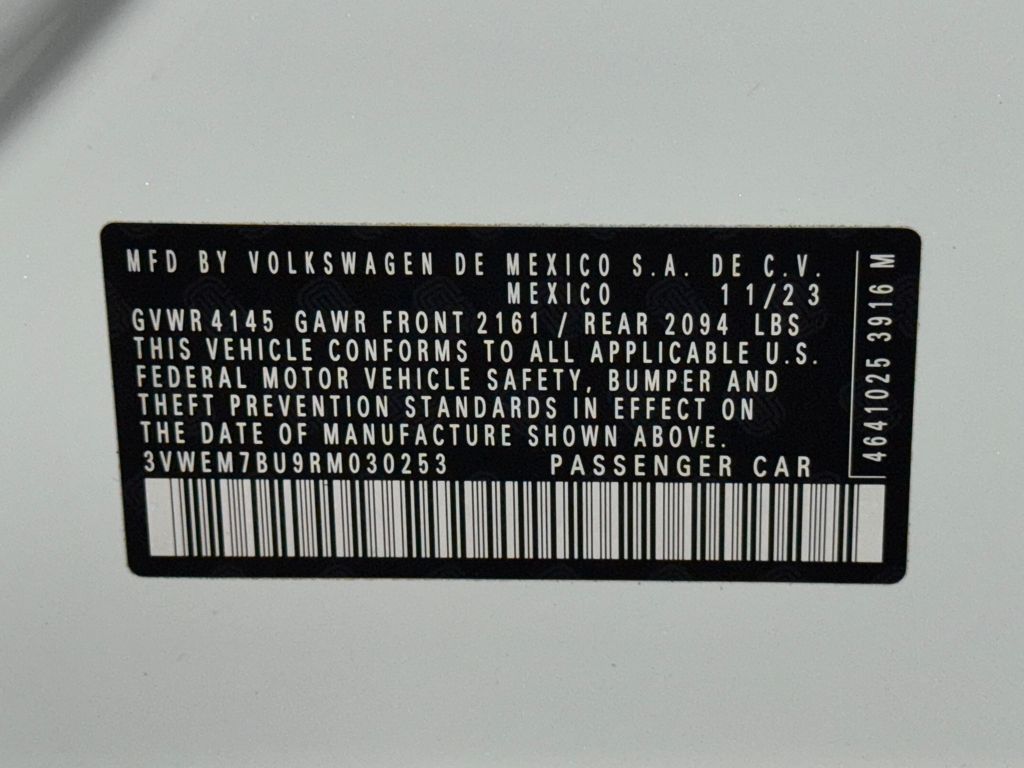 MFD BY VOLKSWAGEN DE MEXICO S.A. DE C.V.
MEXICO 11/23
GVWR 4145 GAWR FRONT 2161 / REAR 2094 LBS
THIS VEHICLE CONFORMS TO ALL APPLICABLE U.S.
FEDERAL MOTOR VEHICLE SAFETY, BUMPER AND
THEFT PREVENTION STANDARDS IN EFFECT ON
THE DATE OF MANUFACTURE SHOWN ABOVE.
3VWEM7BU9RM030253 PASSENGER CAR
4641025 3916 M